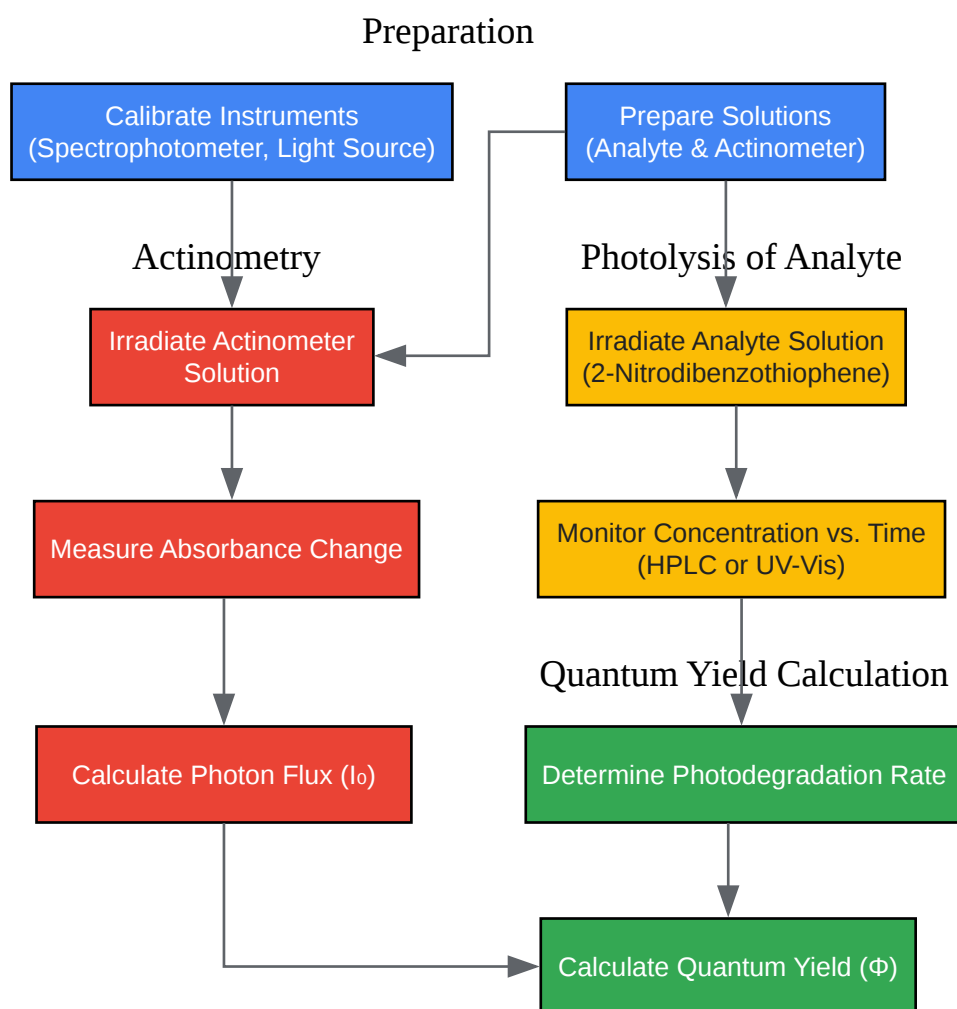 Preparation
Calibrate Instruments
(Spectrophotometer, Light Source)
Prepare Solutions
(Analyte & Actinometer)
Actinometry
Photolysis of Analyte
Irradiate Actinometer
Solution
Irradiate Analyte Solution
(2-Nitrodibenzothiophene)
Measure Absorbance Change
Monitor Concentration vs. Time
(HPLC or UV-Vis)
Quantum Yield Calculation
Calculate Photon Flux (I₀)
Determine Photodegradation Rate
Calculate Quantum Yield (Φ)